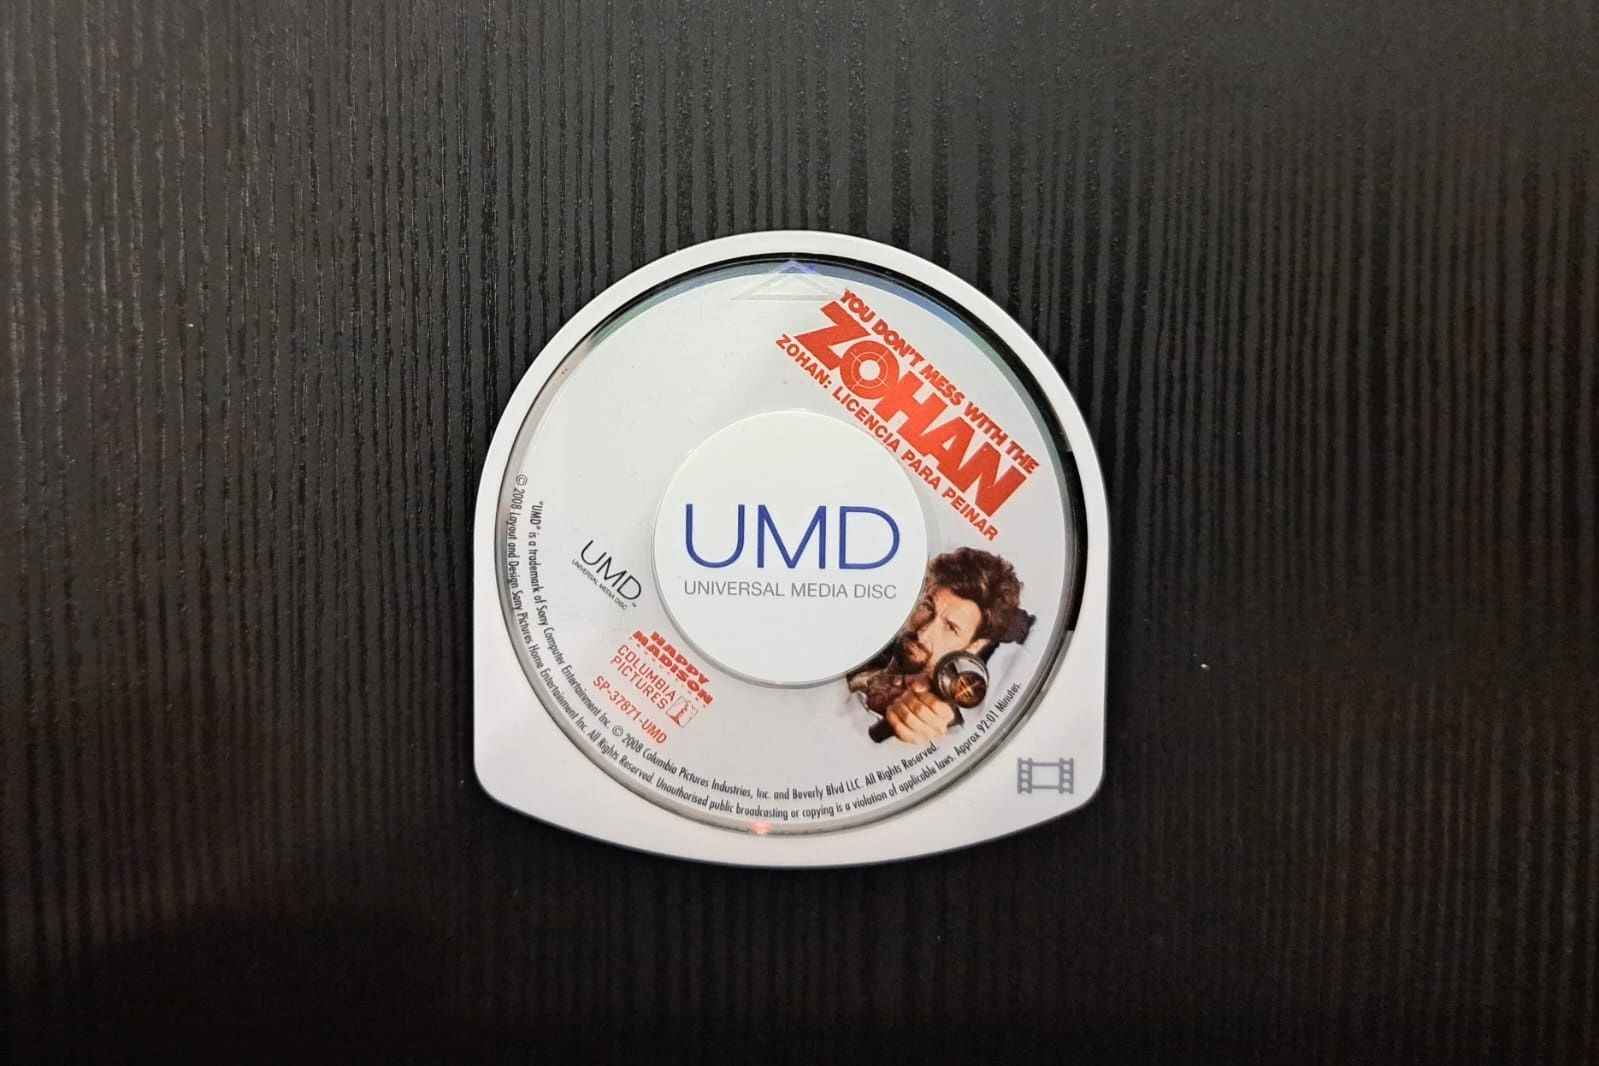 YOU DON'T MESS WITH THE
ZOHAN
ZOHAN: LICENCIA PARA PEINAR
UMD
UNIVERSAL MEDIA DISC
UMD™
UNIVERSAL MEDIA DISC
HAPPY
MADISON
COLUMBIA
PICTURES
SP-37871-UMD
"UMD" is a trademark of Sony Computer Entertainment Inc. © 2008 Columbia Pictures Industries, Inc. and Beverly Blvd LLC. All Rights Reserved.
© 2008 Layout and Design Sony Pictures Home Entertainment Inc. All Rights Reserved. Unauthorised public broadcasting or copying is a violation of applicable laws. Approx 92:01 Minutes.